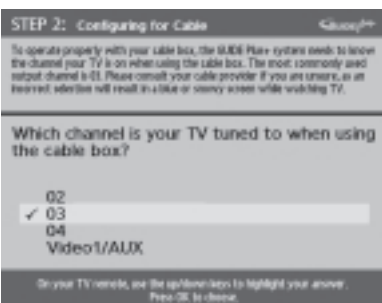 STEP 2: Configuring for Cable
To operate properly with your cable box, the GUIDE Plus+ system needs to know
the channel your TV is on when using the cable box. The most commonly used
output channel is 03. Please consult your cable provider if you are unsure, as an
incorrect selection will result in a blue or snowy screen while watching TV.
Which channel is your TV tuned to when using
the cable box?
02
✓ 03
04
Video1/AUX
On your TV remote, use the up/down keys to highlight your answer.
Press OK to choose.